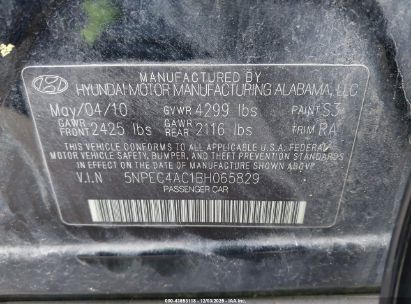 MANUFACTURED BY
HYUNDAI MOTOR MANUFACTURING ALABAMA, LLC
May/04/10 GVWR 4299 lbs PAINT S3
GAWR FRONT 2425 lbs GAWR REAR 2116 lbs TRIM RA
THIS VEHICLE CONFORMS TO ALL APPLICABLE U.S.A. FEDERAL
MOTOR VEHICLE SAFETY, BUMPER, AND THEFT PREVENTION STANDARDS
IN EFFECT ON THE DATE OF MANUFACTURE SHOWN ABOVE.
V.I.N 5NPEC4AC1BH065829
PASSENGER CAR